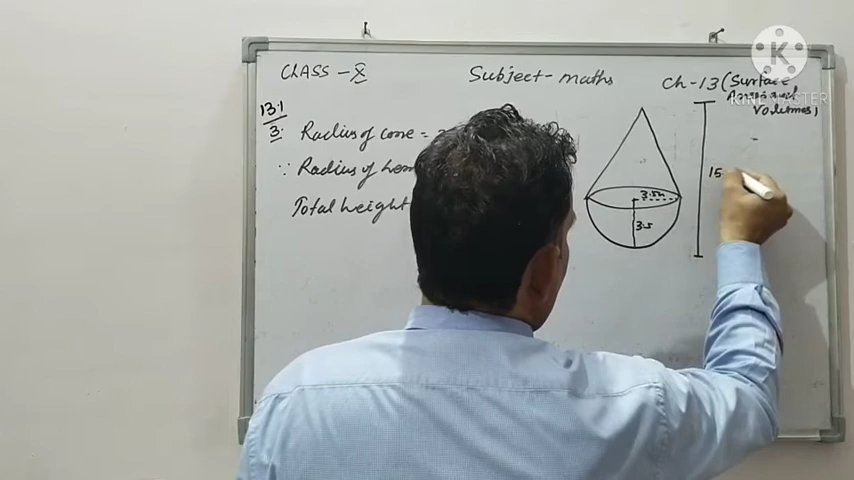 CLASS - X
Subject - maths
Ch-13 (Surface
Areas and
Volumes)
KINEMASTER
13.1
3.
Radius of cone =
∵ Radius of hem
Total height
3.5
3.5
15